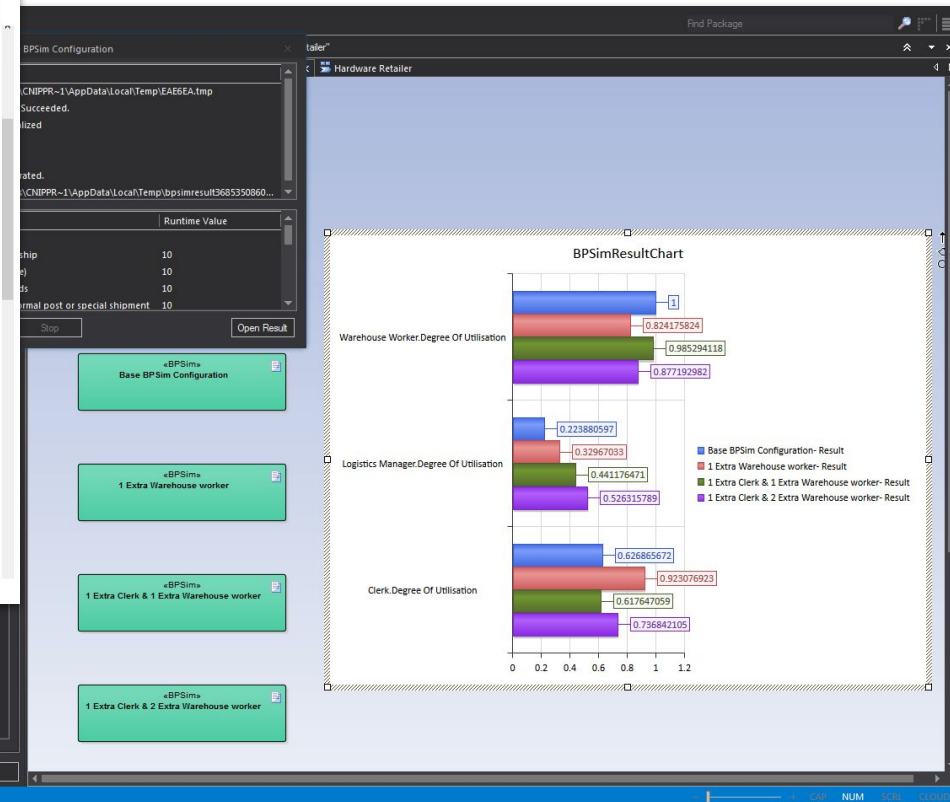 Find Package
BPSim Configuration
tailer"
Hardware Retailer
\CNIPPR~1\AppData\Local\Temp\EAE6EA.tmp
Succeeded.
lized
rated.
\CNIPPR~1\AppData\Local\Temp\bpsimresult3685350860...
Runtime Value
ship 10
e) 10
ds 10
ormal post or special shipment 10
Stop Open Result
«BPSim»
Base BPSim Configuration
«BPSim»
1 Extra Warehouse worker
«BPSim»
1 Extra Clerk & 1 Extra Warehouse worker
«BPSim»
1 Extra Clerk & 2 Extra Warehouse worker
BPSimResultChart
Warehouse Worker.Degree Of Utilisation
1
0.824175824
0.985294118
0.877192982
Logistics Manager.Degree Of Utilisation
0.223880597
0.32967033
0.441176471
0.526315789
Clerk.Degree Of Utilisation
0.626865672
0.923076923
0.617647059
0.736842105
0 0.2 0.4 0.6 0.8 1 1.2
Base BPSim Configuration- Result
1 Extra Warehouse worker- Result
1 Extra Clerk & 1 Extra Warehouse worker- Result
1 Extra Clerk & 2 Extra Warehouse worker- Result
CAP NUM SCRL CLOUD